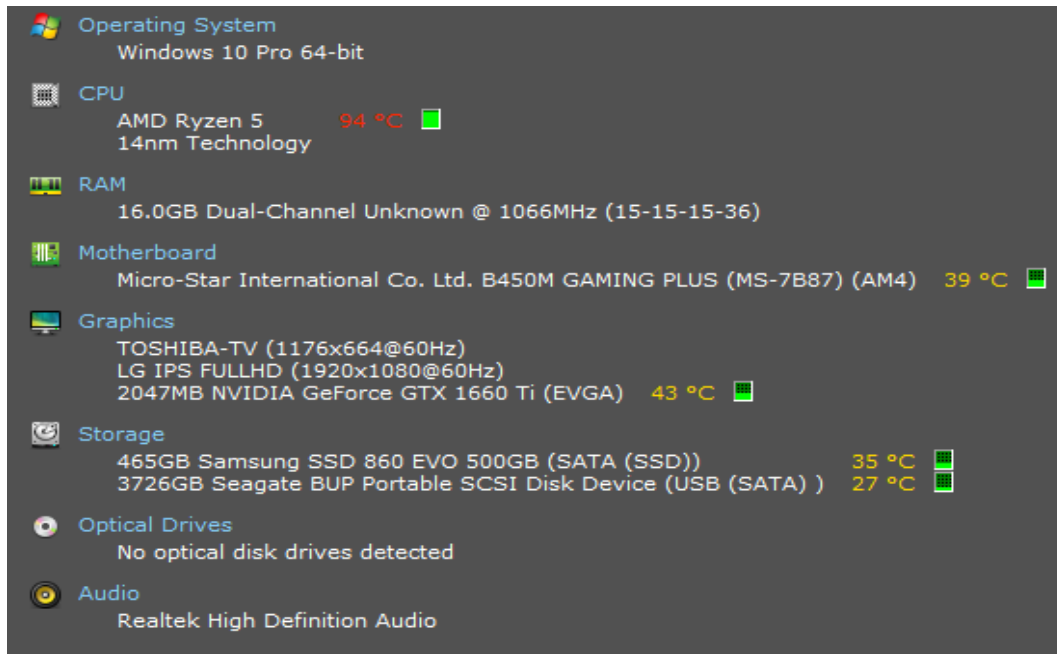 Operating System
Windows 10 Pro 64-bit
CPU
AMD Ryzen 5 94 °C
14nm Technology
RAM
16.0GB Dual-Channel Unknown @ 1066MHz (15-15-15-36)
Motherboard
Micro-Star International Co. Ltd. B450M GAMING PLUS (MS-7B87) (AM4) 39 °C
Graphics
TOSHIBA-TV (1176x664@60Hz)
LG IPS FULLHD (1920x1080@60Hz)
2047MB NVIDIA GeForce GTX 1660 Ti (EVGA) 43 °C
Storage
465GB Samsung SSD 860 EVO 500GB (SATA (SSD)) 35 °C
3726GB Seagate BUP Portable SCSI Disk Device (USB (SATA) ) 27 °C
Optical Drives
No optical disk drives detected
Audio
Realtek High Definition Audio